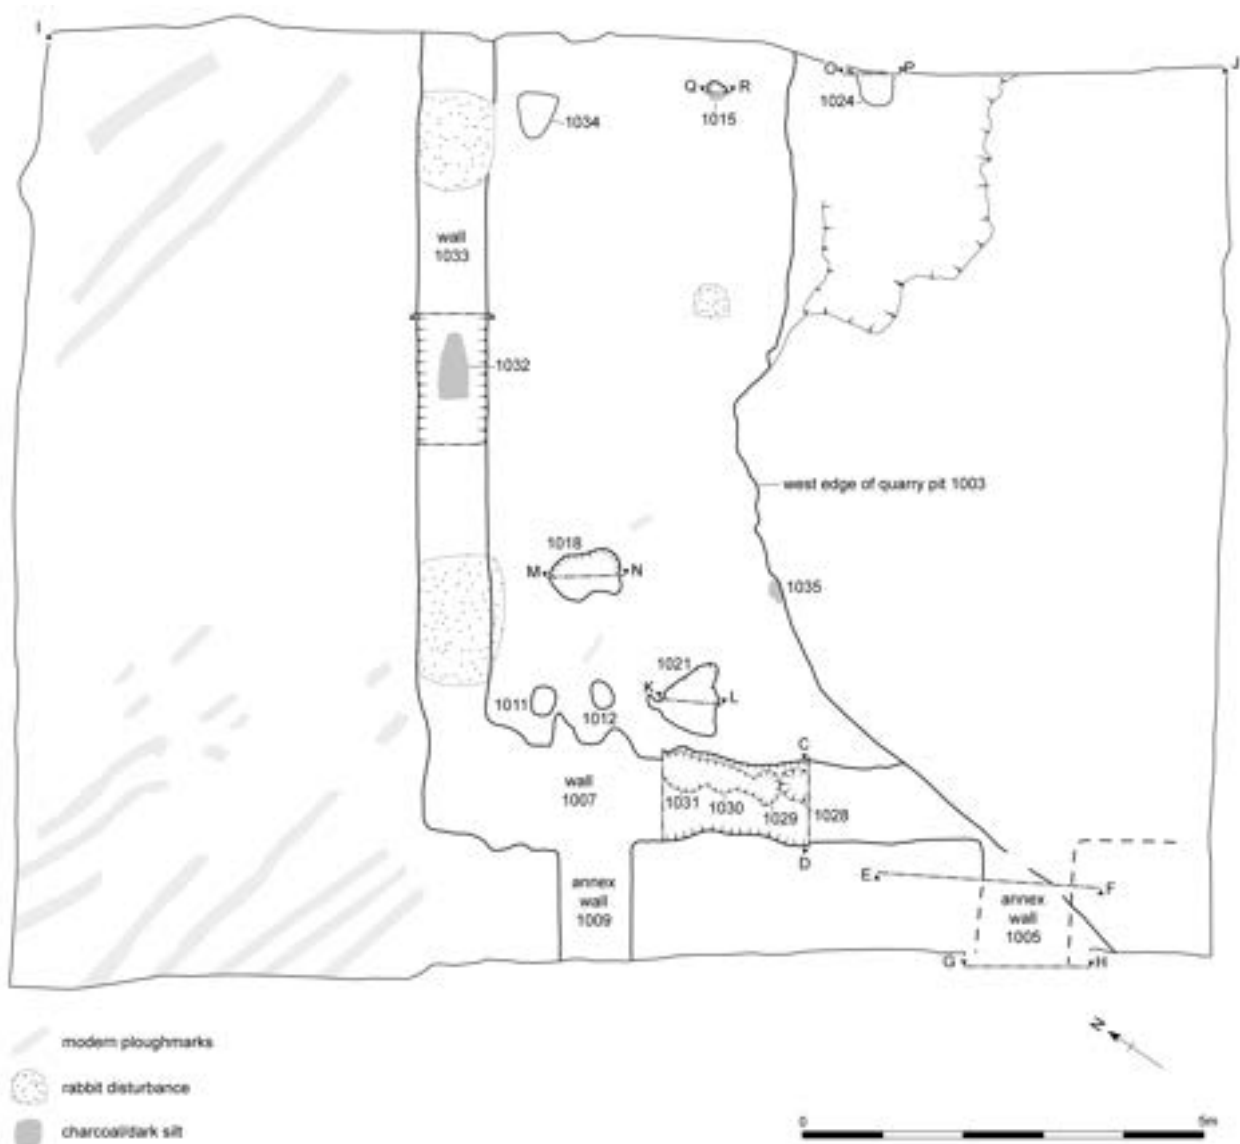 I
J
O
P
Q
R
1024
1034
1015
wall
1033
1032
west edge of quarry pit 1003
1018
M
N
1035
1021
K
L
1011
1012
C
wall
1007
1031
1030
1029
1028
D
E
F
annex
wall
1009
annex
wall
1005
G
H
N
modern ploughmarks
rabbit disturbance
charcoal/dark silt
0
5m